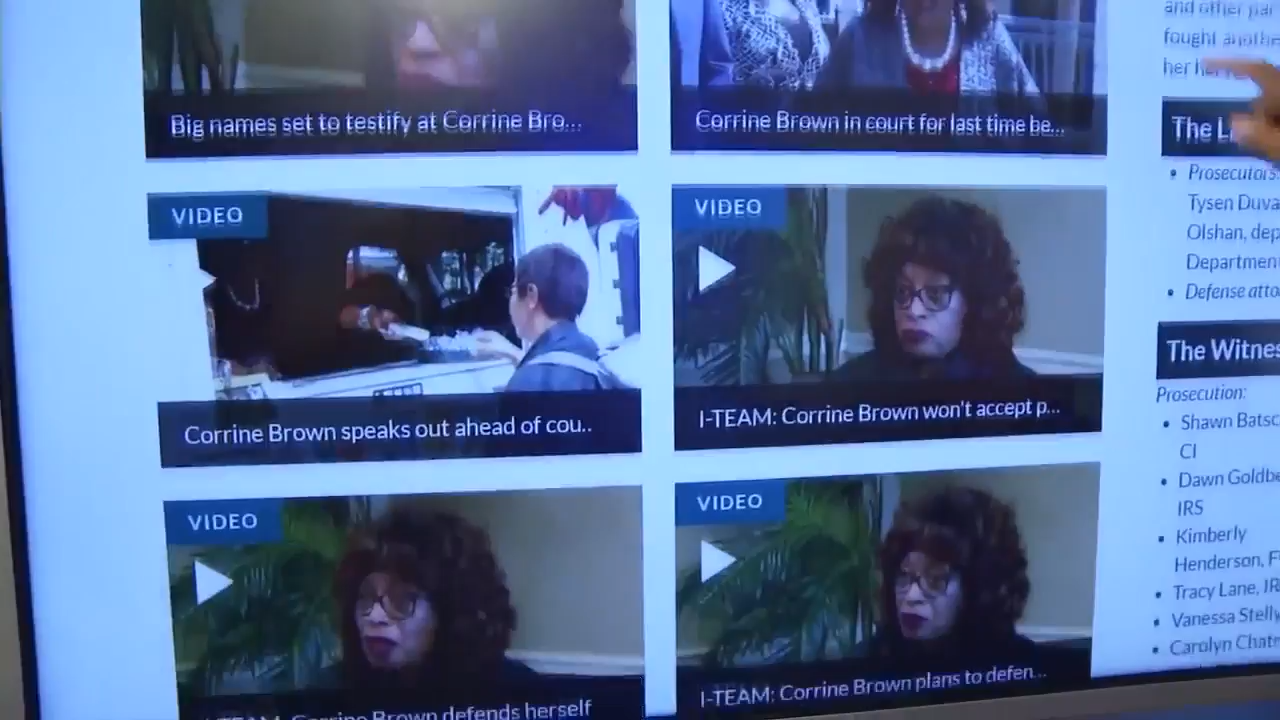 Big names set to testify at Corrine Bro...
Corrine Brown in court for last time be...
VIDEO
Corrine Brown speaks out ahead of cou..
VIDEO
I-TEAM: Corrine Brown won't accept p...
VIDEO
I-TEAM: Corrine Brown defends herself
VIDEO
I-TEAM: Corrine Brown plans to defen...
and other par
fought anothe
her
The L
• Prosecutors:
Tysen Duva
Olshan, dep
Department
• Defense atto
The Witnes
Prosecution:
• Shawn Batsc
CI
• Dawn Goldbe
IRS
• Kimberly
Henderson, F
• Tracy Lane, IR
• Vanessa Stelly
• Carolyn Chatr